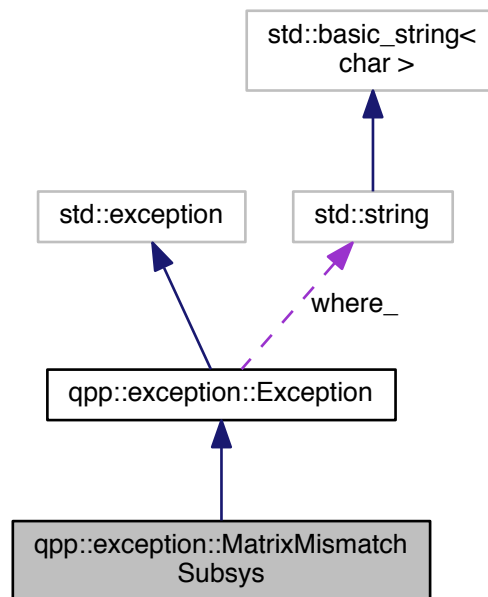 std::basic_string<
char >
std::exception
std::string
where_
qpp::exception::Exception
qpp::exception::MatrixMismatch
Subsys